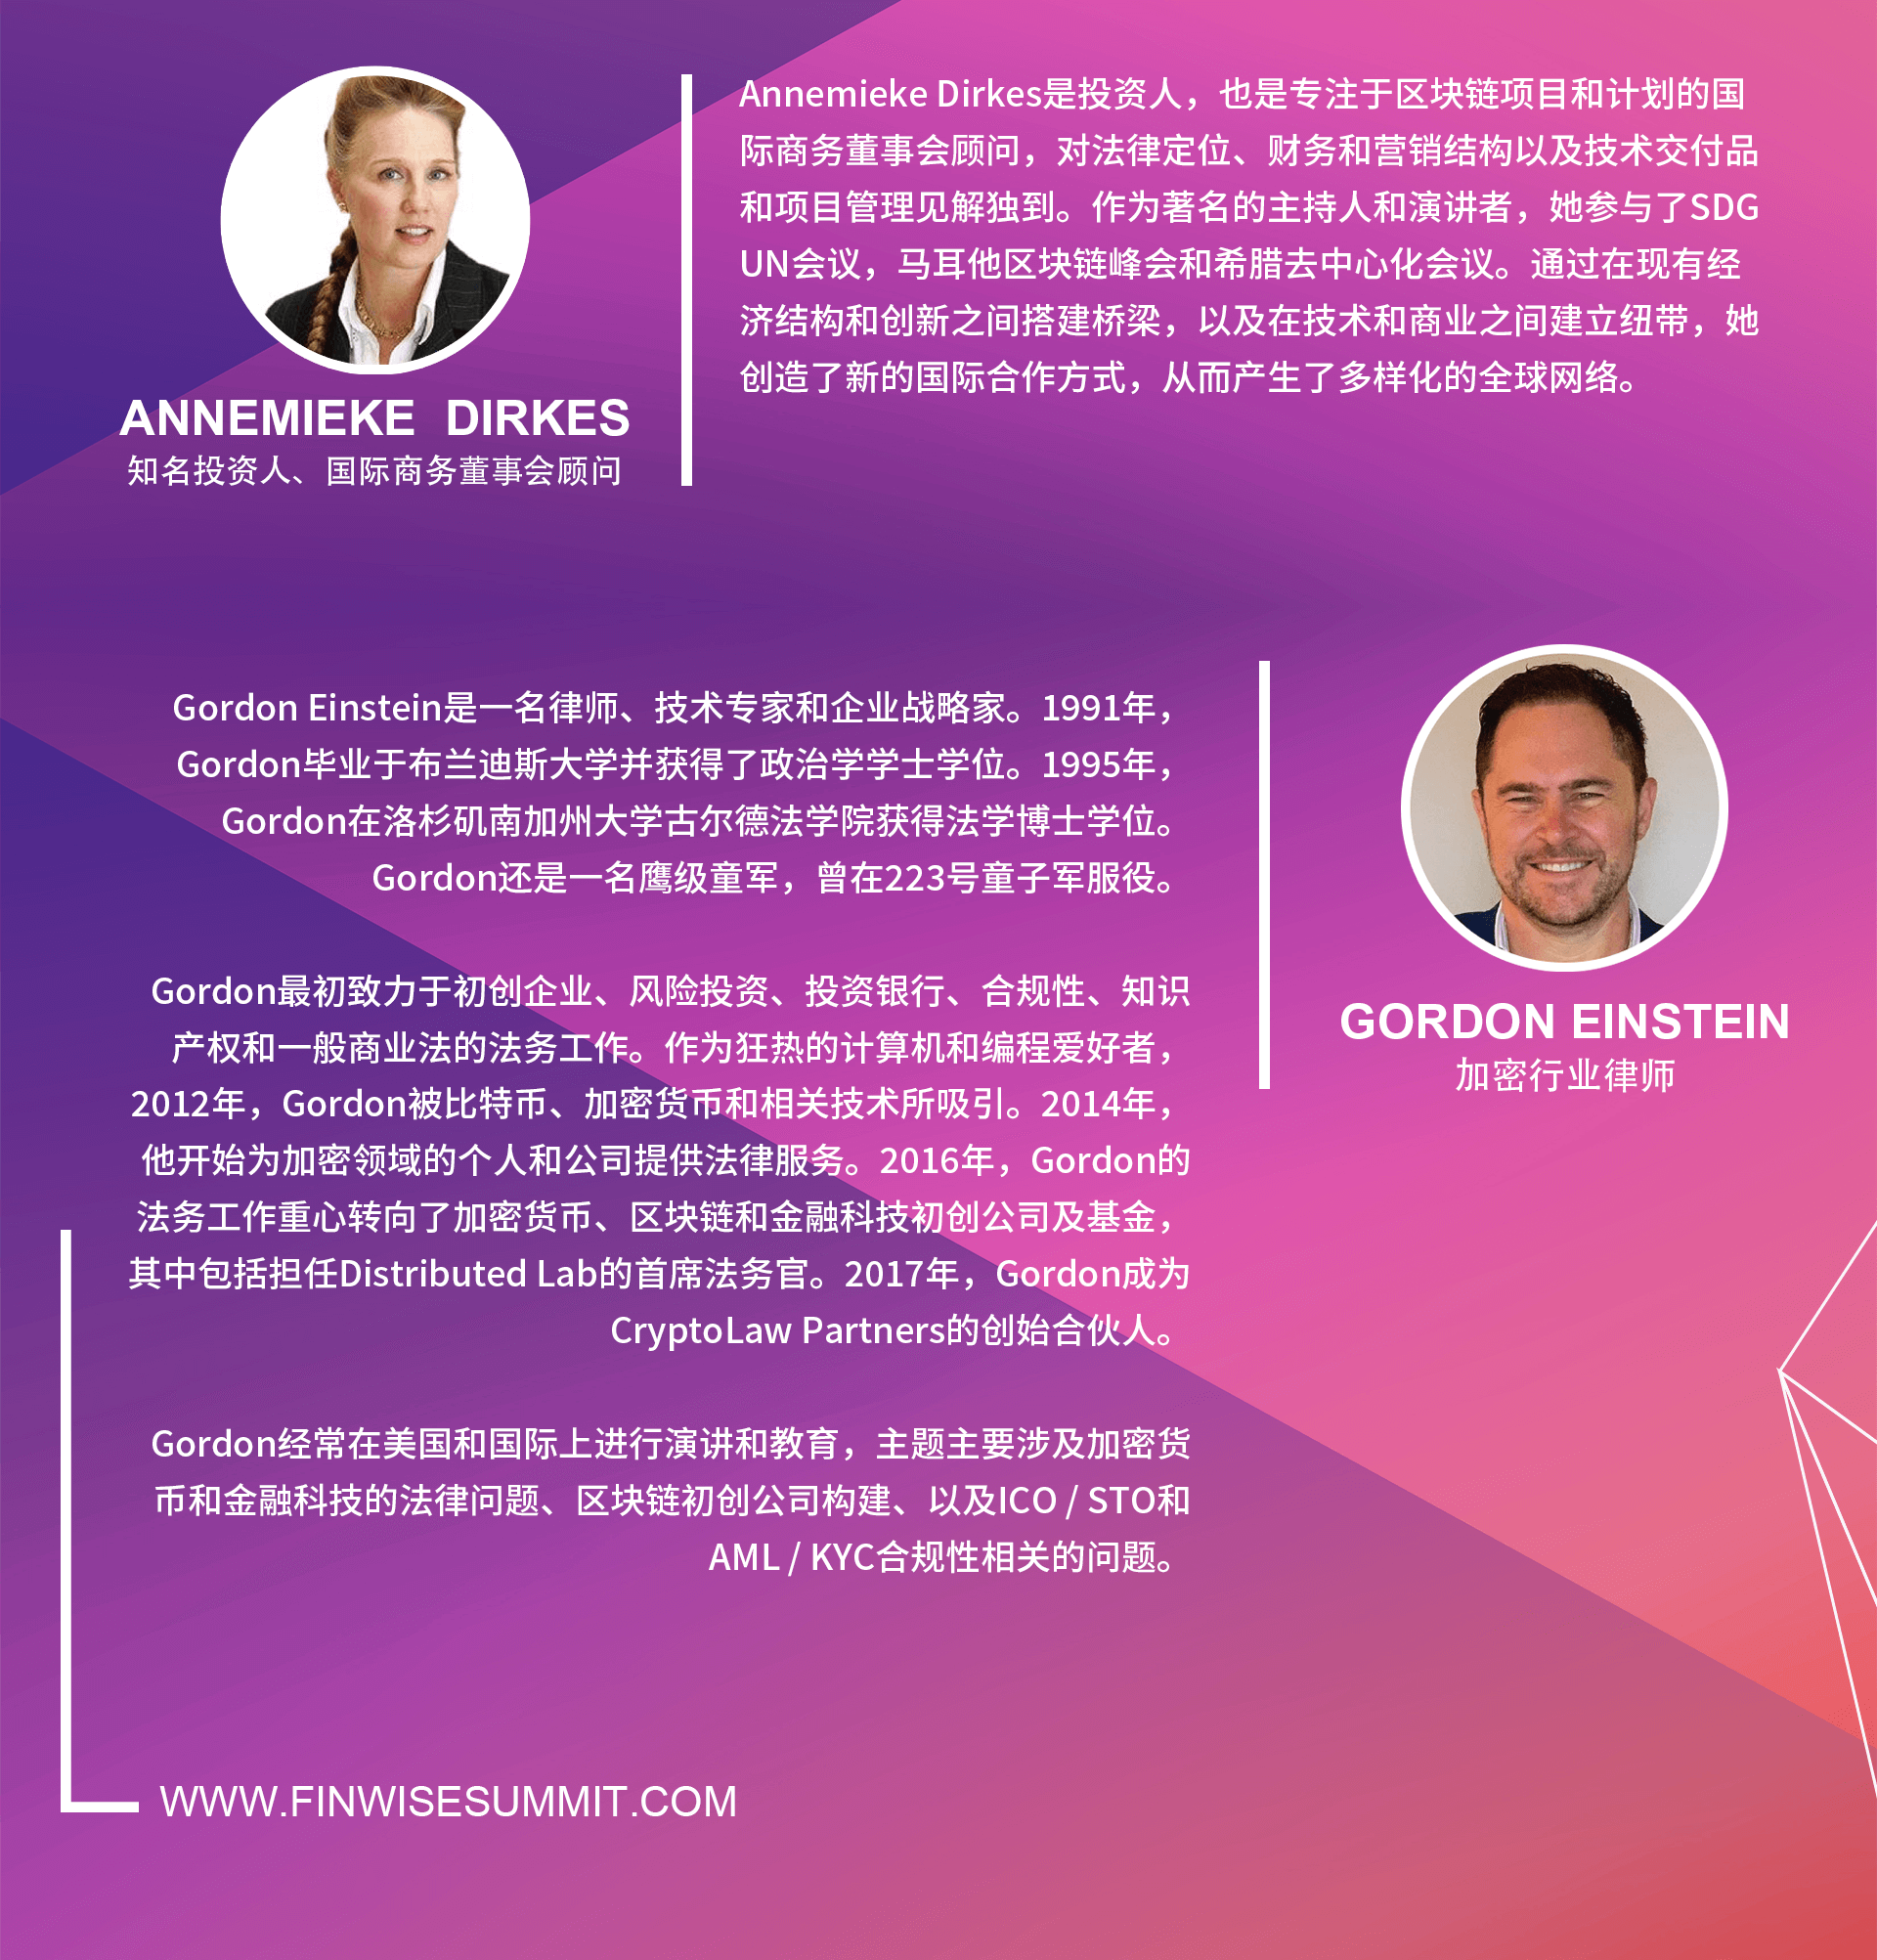 Annemieke Dirkes是投资人，也是专注于区块链项目和计划的国
际商务董事会顾问，对法律定位、财务和营销结构以及技术交付品
和项目管理见解独到。作为著名的主持人和演讲者，她参与了SDG
UN会议，马耳他区块链峰会和希腊去中心化会议。通过在现有经
济结构和创新之间搭建桥梁，以及在技术和商业之间建立纽带，她
创造了新的国际合作方式，从而产生了多样化的全球网络。
ANNEMIEKE DIRKES
知名投资人、国际商务董事会顾问
Gordon Einstein是一名律师、技术专家和企业战略家。1991年，
Gordon毕业于布兰迪斯大学并获得了政治学学士学位。1995年，
Gordon在洛杉矶南加州大学古尔德法学院获得法学博士学位。
Gordon还是一名鹰级童军，曾在223号童子军服役。
Gordon最初致力于初创企业、风险投资、投资银行、合规性、知识
产权和一般商业法的法务工作。作为狂热的计算机和编程爱好者，
2012年，Gordon被比特币、加密货币和相关技术所吸引。2014年，
他开始为加密领域的个人和公司提供法律服务。2016年，Gordon的
法务工作重心转向了加密货币、区块链和金融科技初创公司及基金，
其中包括担任Distributed Lab的首席法务官。2017年，Gordon成为
CryptoLaw Partners的创始合伙人。
Gordon经常在美国和国际上进行演讲和教育，主题主要涉及加密货
币和金融科技的法律问题、区块链初创公司构建、以及ICO / STO和
AML / KYC合规性相关的问题。
GORDON EINSTEIN
加密行业律师
WWW.FINWISESUMMIT.COM